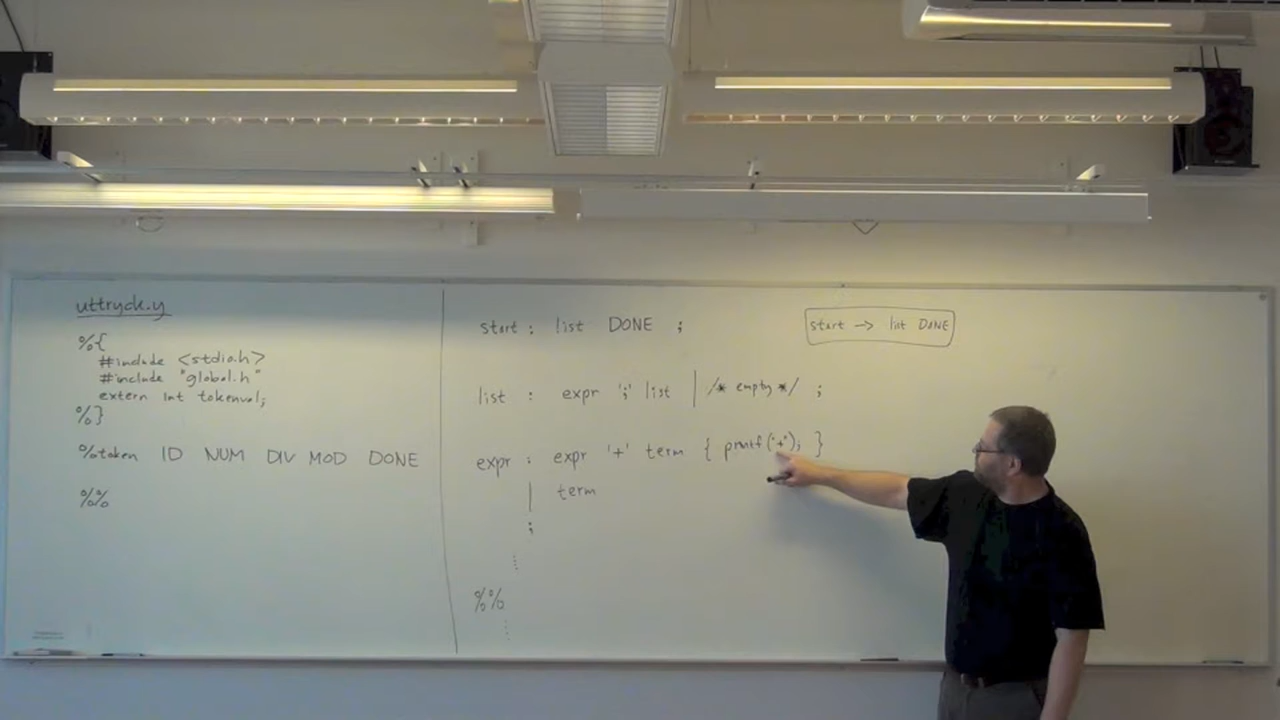 uttryck.y
%{
#include <stdio.h>
#include "global.h"
extern int tokenval;
%}
%token ID NUM DIV MOD DONE
%%
start : list DONE ;
start → list DONE
list : expr ';' list | /* empty */ ;
expr : expr '+' term { printf("+"); }
| term
;
⋮
%%
⋮